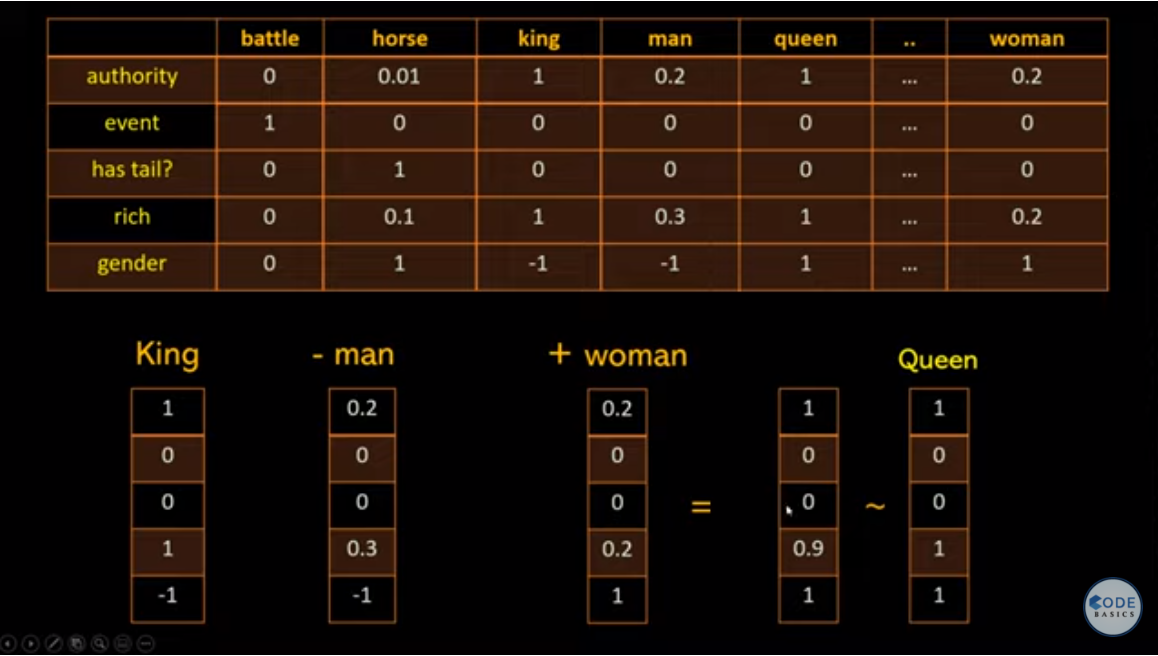 battle horse king man queen .. woman
authority 0 0.01 1 0.2 1 ... 0.2
event 1 0 0 0 0 ... 0
has tail? 0 1 0 0 0 ... 0
rich 0 0.1 1 0.3 1 ... 0.2
gender 0 1 -1 -1 1 ... 1
King - man + woman Queen
1 0.2 0.2 1 1
0 0 0 0 0
0 0 0 = 0 ~ 0
1 0.3 0.2 0.9 1
-1 -1 1 1 1
CODE
BASICS